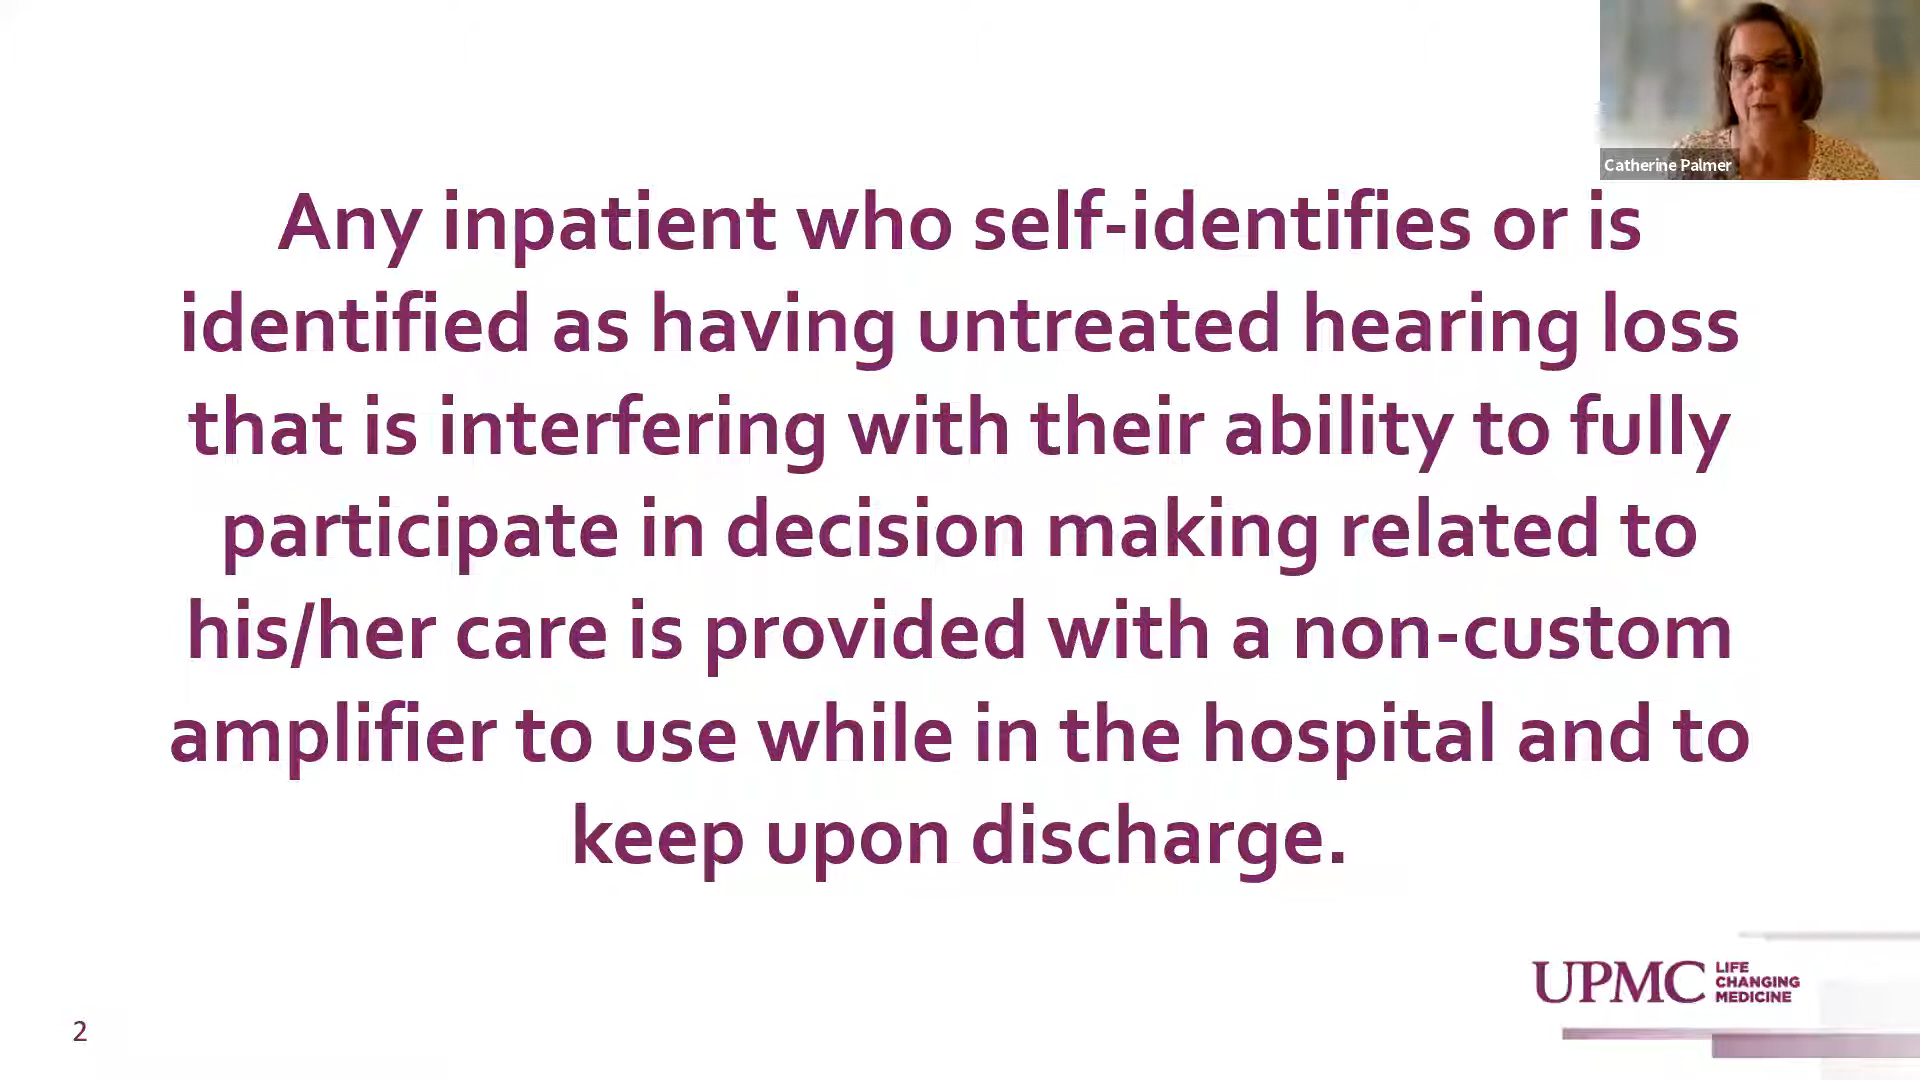 Catherine Palmer
Any inpatient who self-identifies or is
identified as having untreated hearing loss
that is interfering with their ability to fully
participate in decision making related to
his/her care is provided with a non-custom
amplifier to use while in the hospital and to
keep upon discharge.
UPMC
LIFE
CHANGING
MEDICINE
2